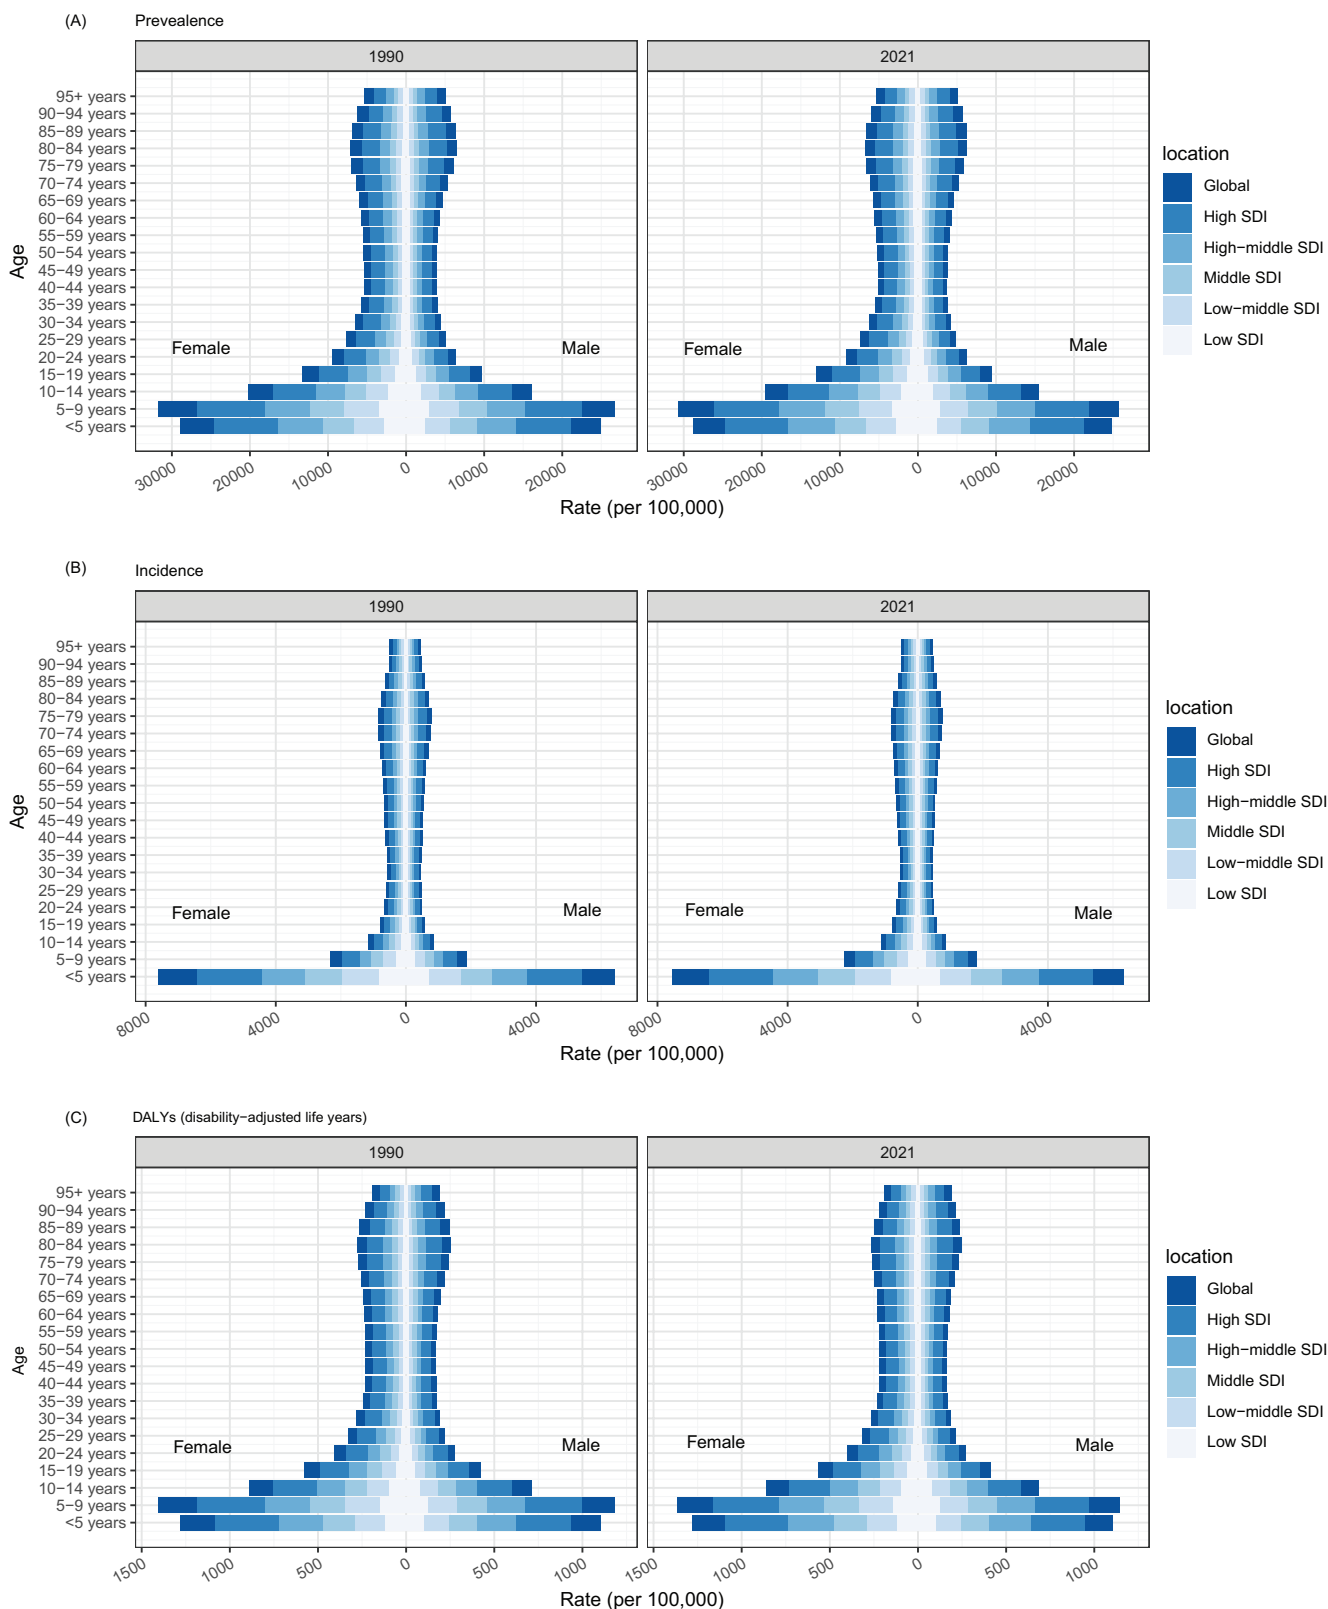 (A) Prevealence
1990
2021
95+ years
90−94 years
85−89 years
80−84 years
75−79 years
70−74 years
65−69 years
60−64 years
55−59 years
50−54 years
45−49 years
40−44 years
35−39 years
30−34 years
25−29 years
20−24 years
15−19 years
10−14 years
5−9 years
<5 years
Age
Female
Male
Female
Male
30000 20000 10000 0 10000 20000
30000 20000 10000 0 10000 20000
Rate (per 100,000)
location
Global
High SDI
High−middle SDI
Middle SDI
Low−middle SDI
Low SDI
(B) Incidence
1990
2021
95+ years
90−94 years
85−89 years
80−84 years
75−79 years
70−74 years
65−69 years
60−64 years
55−59 years
50−54 years
45−49 years
40−44 years
35−39 years
30−34 years
25−29 years
20−24 years
15−19 years
10−14 years
5−9 years
<5 years
Age
Female
Male
Female
Male
8000 4000 0 4000
8000 4000 0 4000
Rate (per 100,000)
location
Global
High SDI
High−middle SDI
Middle SDI
Low−middle SDI
Low SDI
(C) DALYs (disability−adjusted life years)
1990
2021
95+ years
90−94 years
85−89 years
80−84 years
75−79 years
70−74 years
65−69 years
60−64 years
55−59 years
50−54 years
45−49 years
40−44 years
35−39 years
30−34 years
25−29 years
20−24 years
15−19 years
10−14 years
5−9 years
<5 years
Age
Female
Male
Female
Male
1500 1000 500 0 500 1000
1500 1000 500 0 500 1000
Rate (per 100,000)
location
Global
High SDI
High−middle SDI
Middle SDI
Low−middle SDI
Low SDI